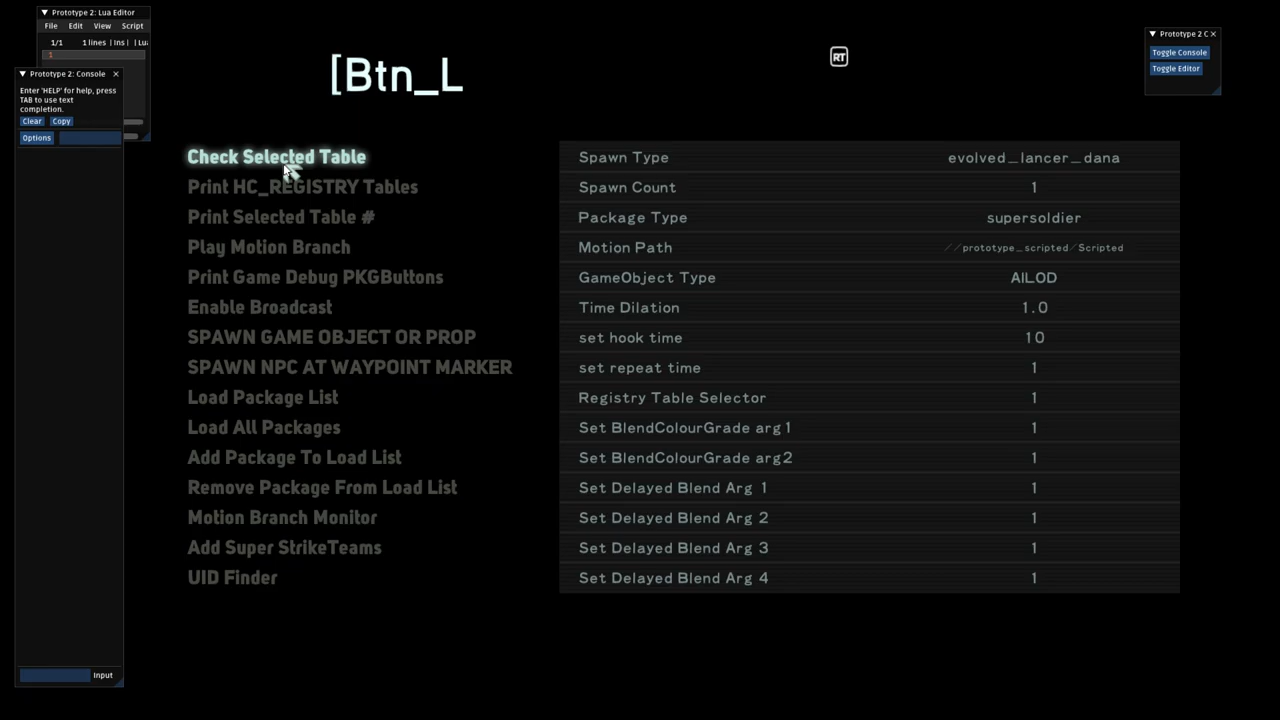 Prototype 2: Lua Editor
File Edit View Script
1/1 1 lines | Ins | Lu
1
Prototype 2: Console
Enter 'HELP' for help, press
TAB to use text
completion.
Clear Copy
Options
Input
[Btn_L
RT
Prototype 2 C
Toggle Console
Toggle Editor
Check Selected Table
Print HC_REGISTRY Tables
Print Selected Table #
Play Motion Branch
Print Game Debug PKGButtons
Enable Broadcast
SPAWN GAME OBJECT OR PROP
SPAWN NPC AT WAYPOINT MARKER
Load Package List
Load All Packages
Add Package To Load List
Remove Package From Load List
Motion Branch Monitor
Add Super StrikeTeams
UID Finder
Spawn Type evolved_lancer_dana
Spawn Count 1
Package Type supersoldier
Motion Path //prototype_scripted/Scripted
GameObject Type AILOD
Time Dilation 1.0
set hook time 10
set repeat time 1
Registry Table Selector 1
Set BlendColourGrade arg1 1
Set BlendColourGrade arg2 1
Set Delayed Blend Arg 1 1
Set Delayed Blend Arg 2 1
Set Delayed Blend Arg 3 1
Set Delayed Blend Arg 4 1